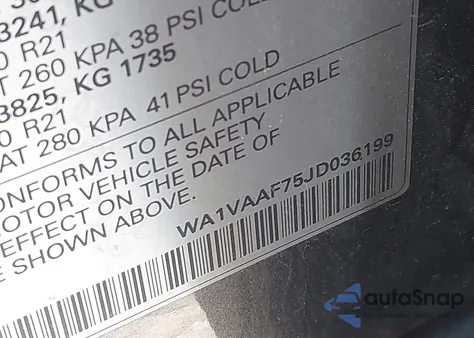 3241, KG
0 R21
AT 260 KPA 38 PSI COLD
3825, KG 1735
0 R21
AT 280 KPA 41 PSI COLD
ONFORMS TO ALL APPLICABLE
OTOR VEHICLE SAFETY
EFFECT ON THE DATE OF
E SHOWN ABOVE.
WA1VAAF75JD036199
autoSnap